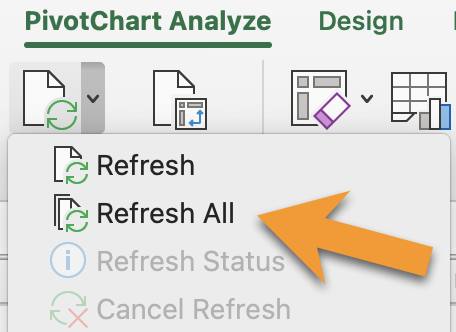 PivotChart Analyze Design
Refresh
Refresh All
Refresh Status
Cancel Refresh